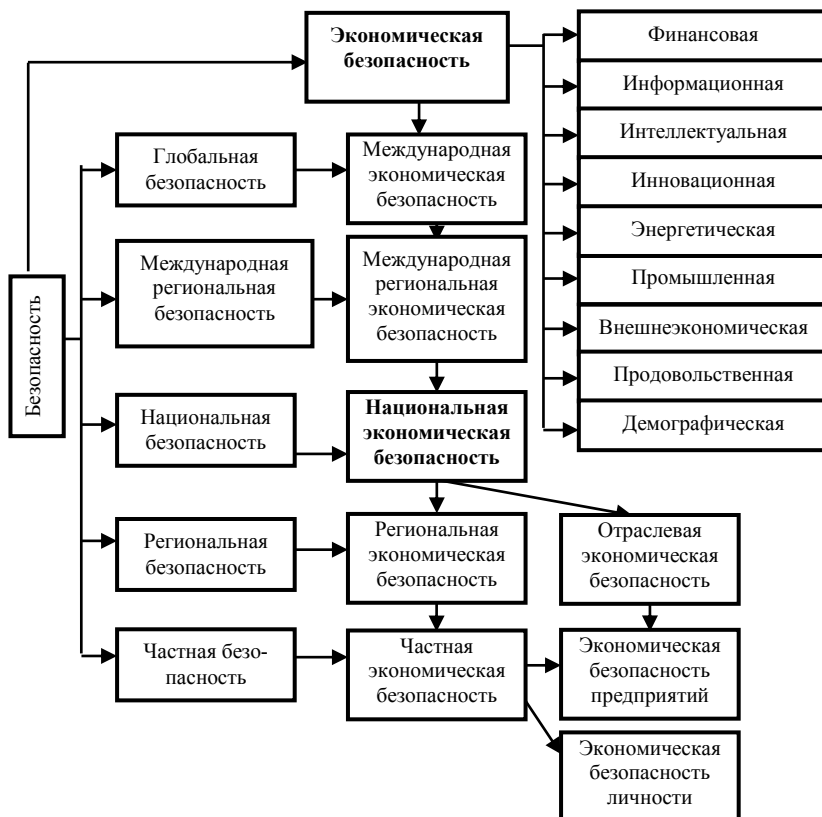 Экономическая
безопасность
Финансовая
Информационная
Интеллектуальная
Инновационная
Энергетическая
Промышленная
Внешнеэкономическая
Продовольственная
Демографическая
Безопасность
Глобальная
безопасность
Международная
экономическая
безопасность
Международная
региональная
безопасность
Международная
региональная
экономическая
безопасность
Национальная
безопасность
Национальная
экономическая
безопасность
Региональная
безопасность
Региональная
экономическая
безопасность
Отраслевая
экономическая
безопасность
Частная безо-
пасность
Частная
экономическая
безопасность
Экономическая
безопасность
предприятий
Экономическая
безопасность
личности